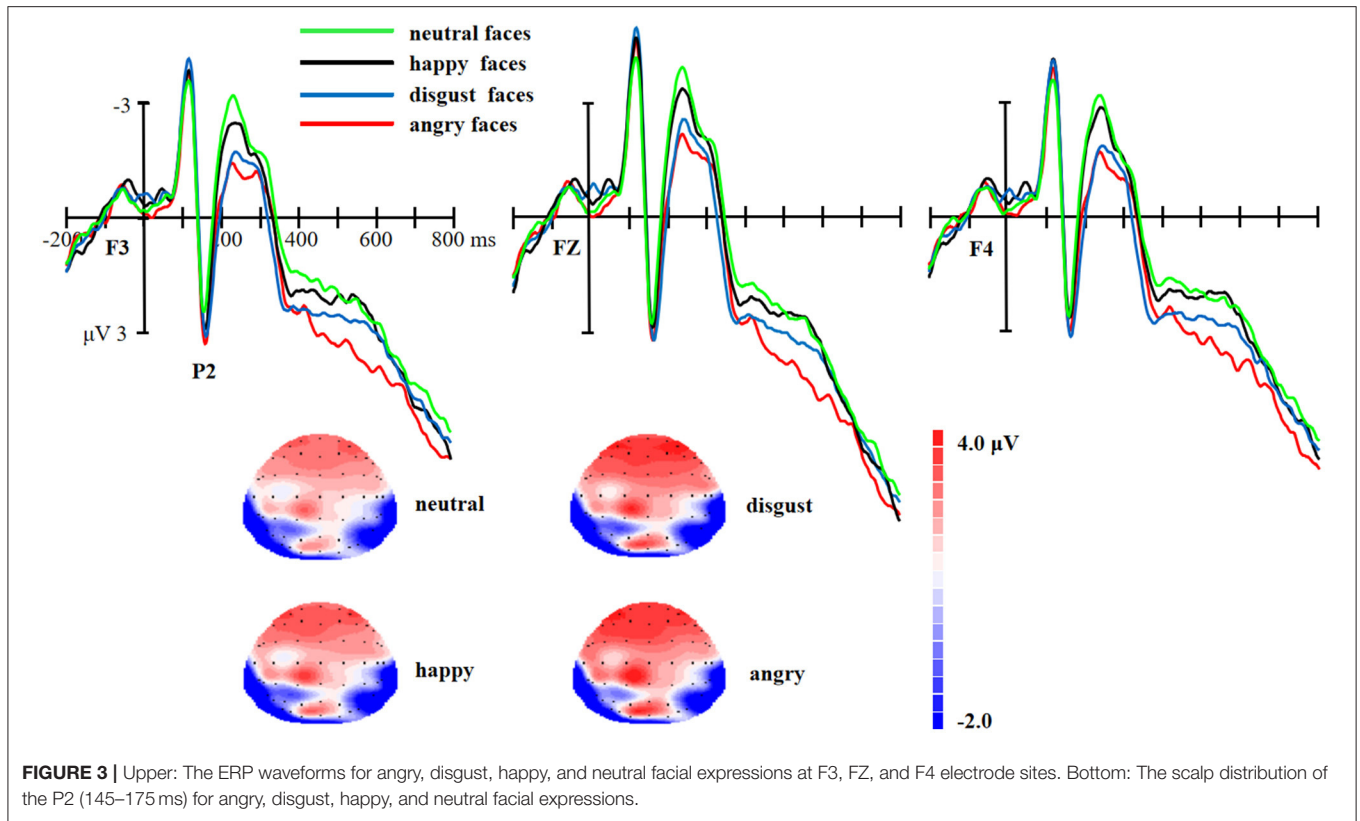 neutral faces
happy faces
disgust faces
angry faces
-3
-200
F3
200
400
600
800 ms
FZ
F4
µV 3
P2
4.0 µV
neutral
disgust
happy
angry
-2.0
FIGURE 3 | Upper: The ERP waveforms for angry, disgust, happy, and neutral facial expressions at F3, FZ, and F4 electrode sites. Bottom: The scalp distribution of
the P2 (145–175 ms) for angry, disgust, happy, and neutral facial expressions.